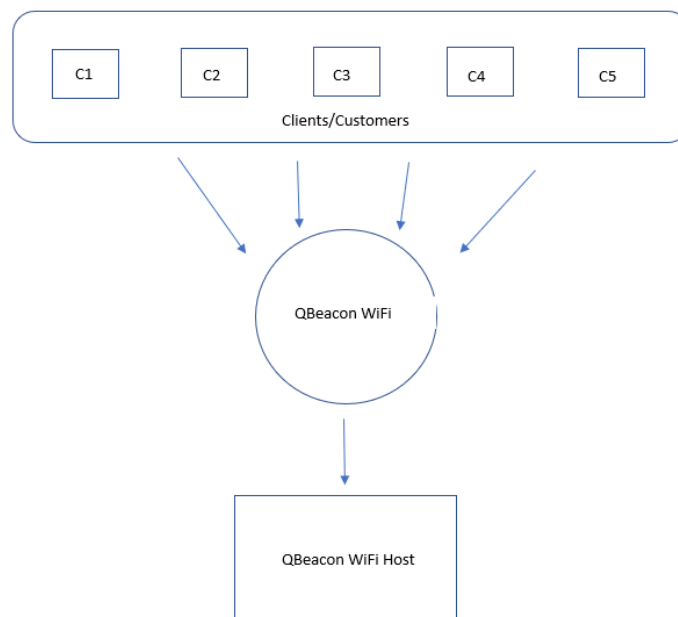 C1
C2
C3
C4
C5
Clients/Customers
QBeacon WiFi
QBeacon WiFi Host